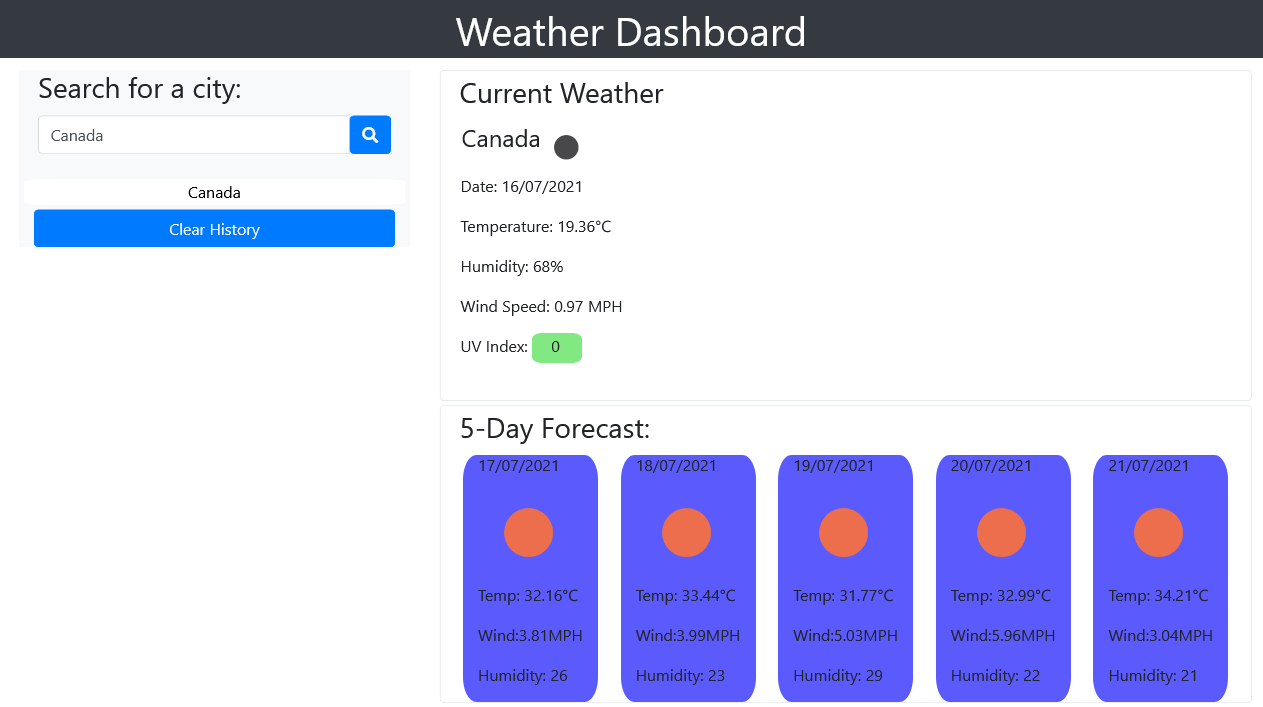 Weather Dashboard
Search for a city:
Canada
Canada
Clear History
Current Weather
Canada
Date: 16/07/2021
Temperature: 19.36°C
Humidity: 68%
Wind Speed: 0.97 MPH
UV Index: 0
5-Day Forecast:
17/07/2021
Temp: 32.16°C
Wind:3.81MPH
Humidity: 26
18/07/2021
Temp: 33.44°C
Wind:3.99MPH
Humidity: 23
19/07/2021
Temp: 31.77°C
Wind:5.03MPH
Humidity: 29
20/07/2021
Temp: 32.99°C
Wind:5.96MPH
Humidity: 22
21/07/2021
Temp: 34.21°C
Wind:3.04MPH
Humidity: 21